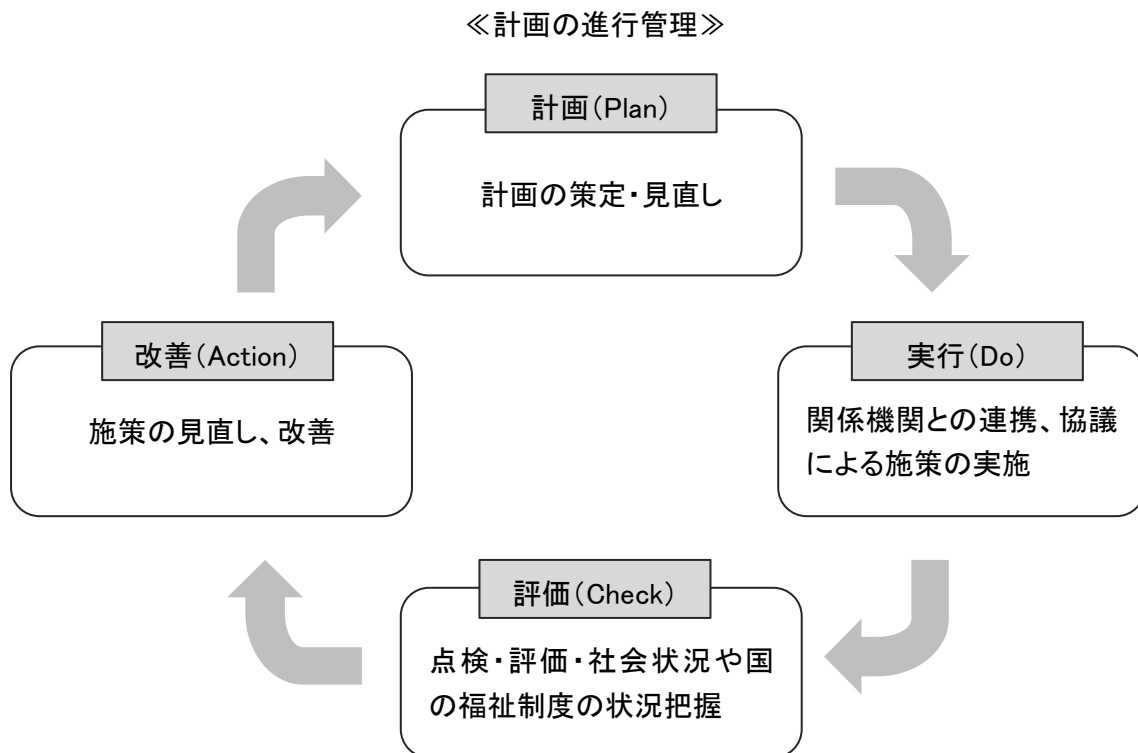 ≪計画の進行管理≫
計画（Plan）
計画の策定・見直し
実行（Do）
関係機関との連携、協議
による施策の実施
評価（Check）
点検・評価・社会状況や国
の福祉制度の状況把握
改善（Action）
施策の見直し、改善